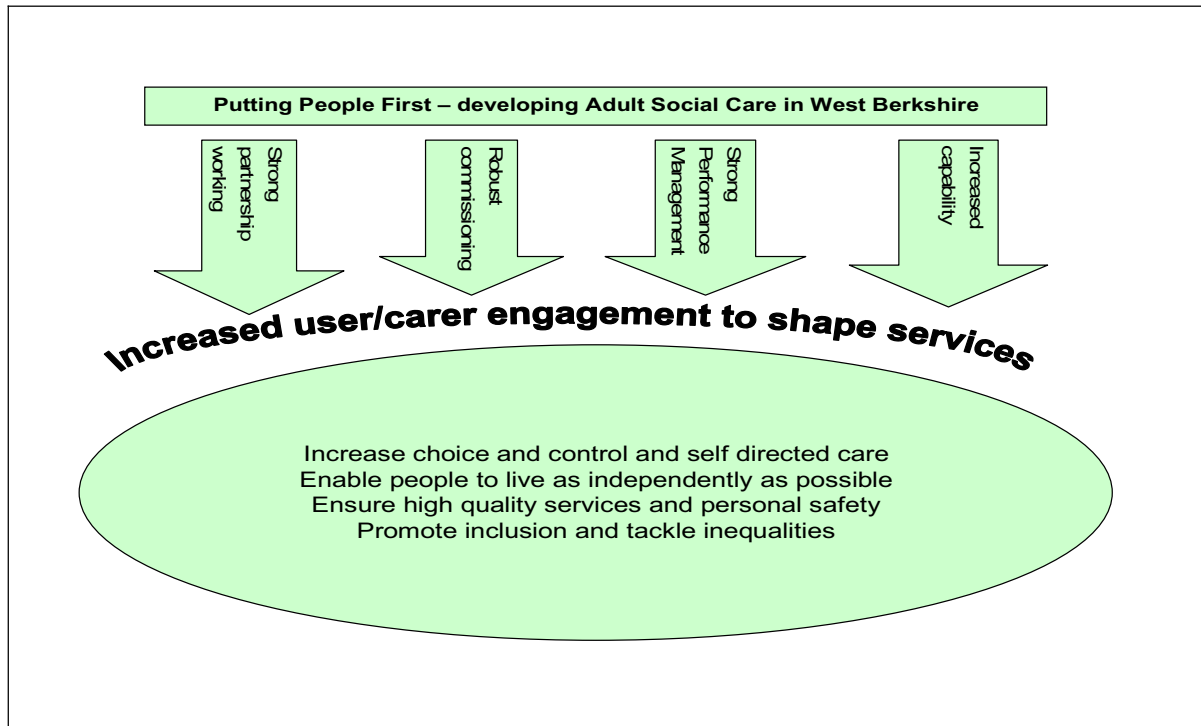 Putting People First – developing Adult Social Care in West Berkshire
Strong
partnership
working
Robust
commissioning
Strong
Performance
Management
Increased
capability
Increased user/carer engagement to shape services
Increase choice and control and self directed care
Enable people to live as independently as possible
Ensure high quality services and personal safety
Promote inclusion and tackle inequalities